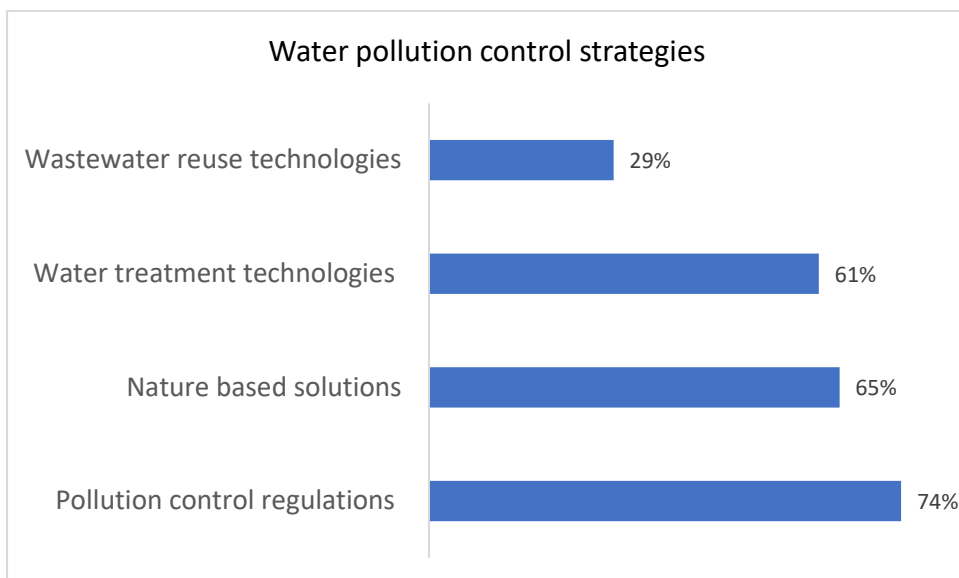 Water pollution control strategies
Wastewater reuse technologies 29%
Water treatment technologies 61%
Nature based solutions 65%
Pollution control regulations 74%